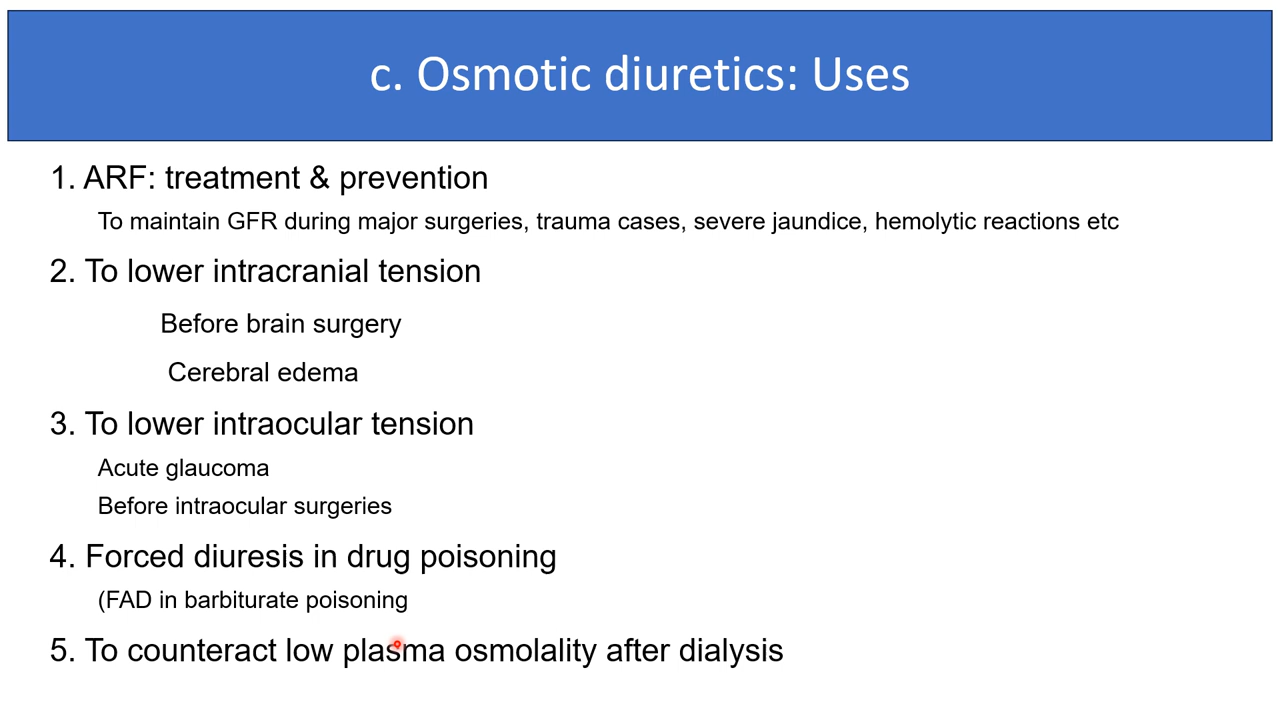 c. Osmotic diuretics: Uses
1. ARF: treatment & prevention
To maintain GFR during major surgeries, trauma cases, severe jaundice, hemolytic reactions etc
2. To lower intracranial tension
Before brain surgery
Cerebral edema
3. To lower intraocular tension
Acute glaucoma
Before intraocular surgeries
4. Forced diuresis in drug poisoning
(FAD in barbiturate poisoning
5. To counteract low plasma osmolality after dialysis